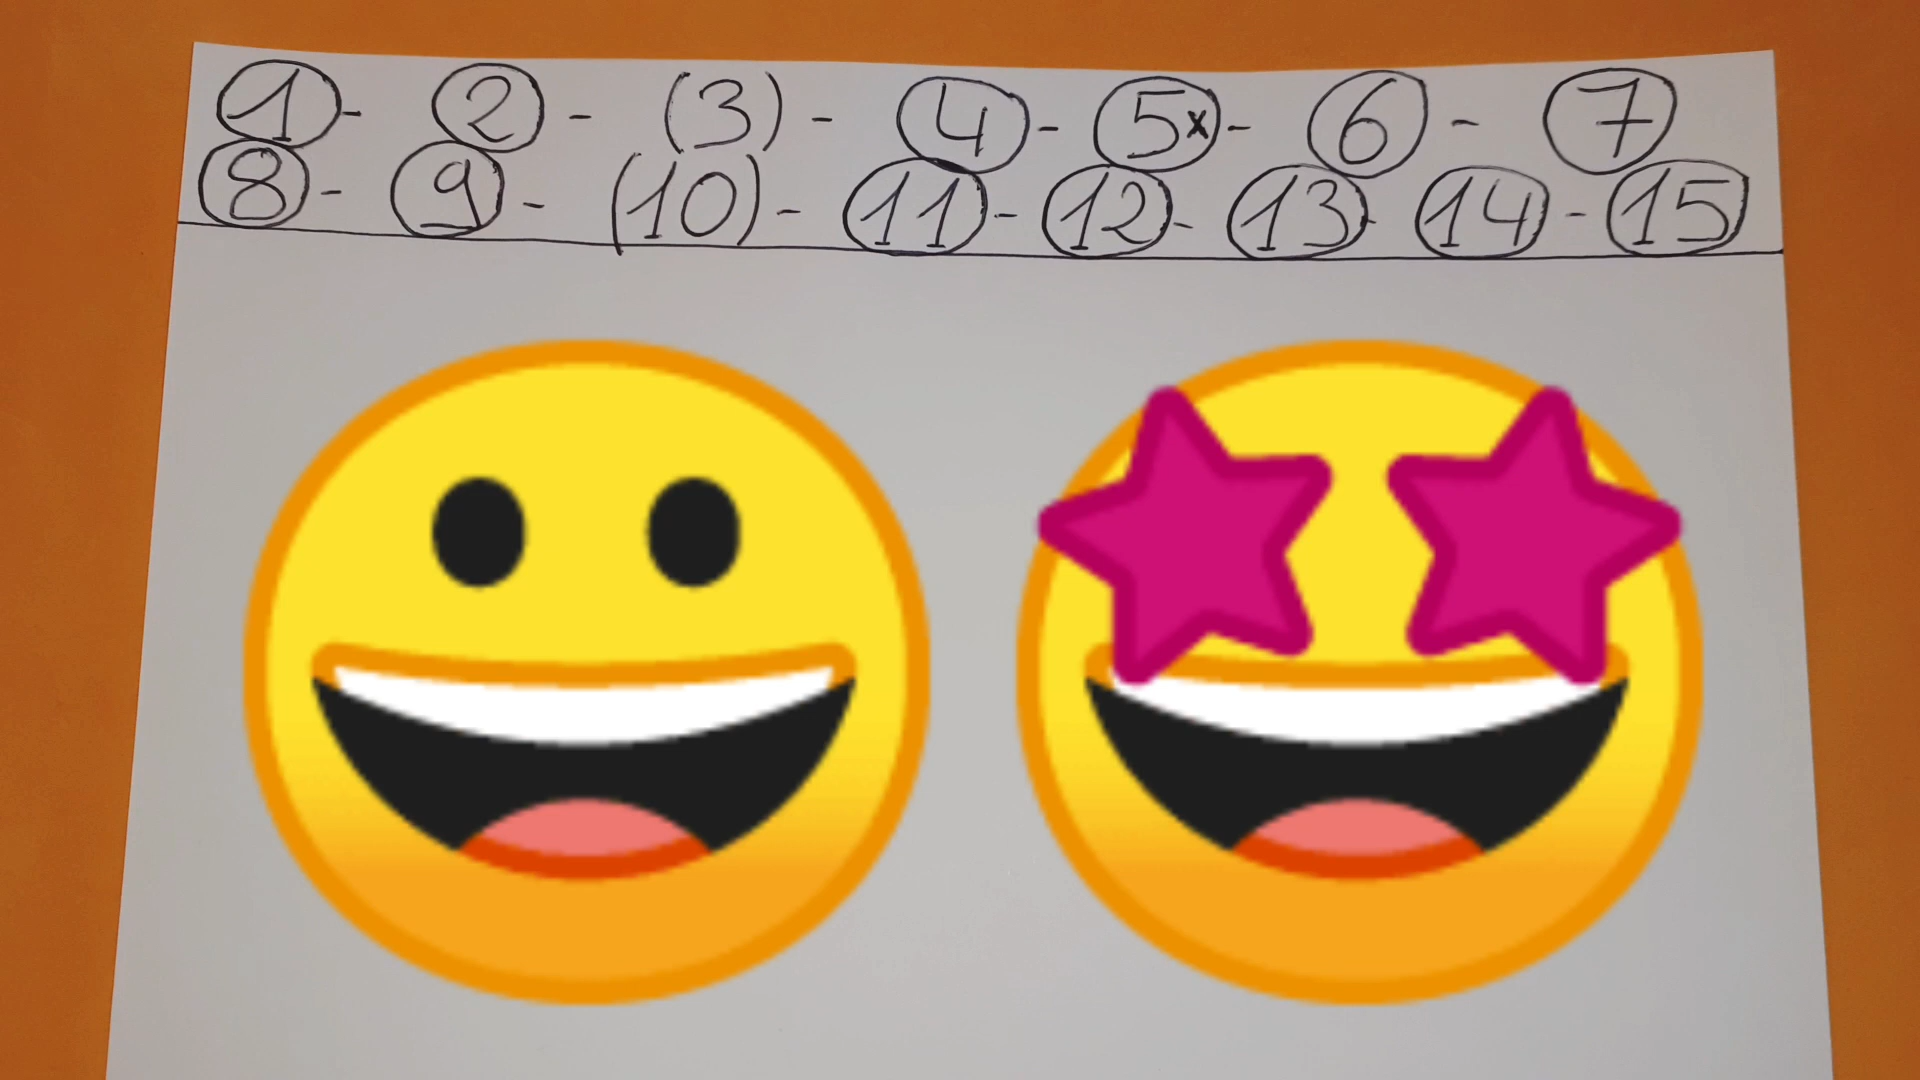 1 - 2 - (3) - 4 - 5x - 6 - 7
8 - 9 - (10) - 11 - 12 - 13 - 14 - 15